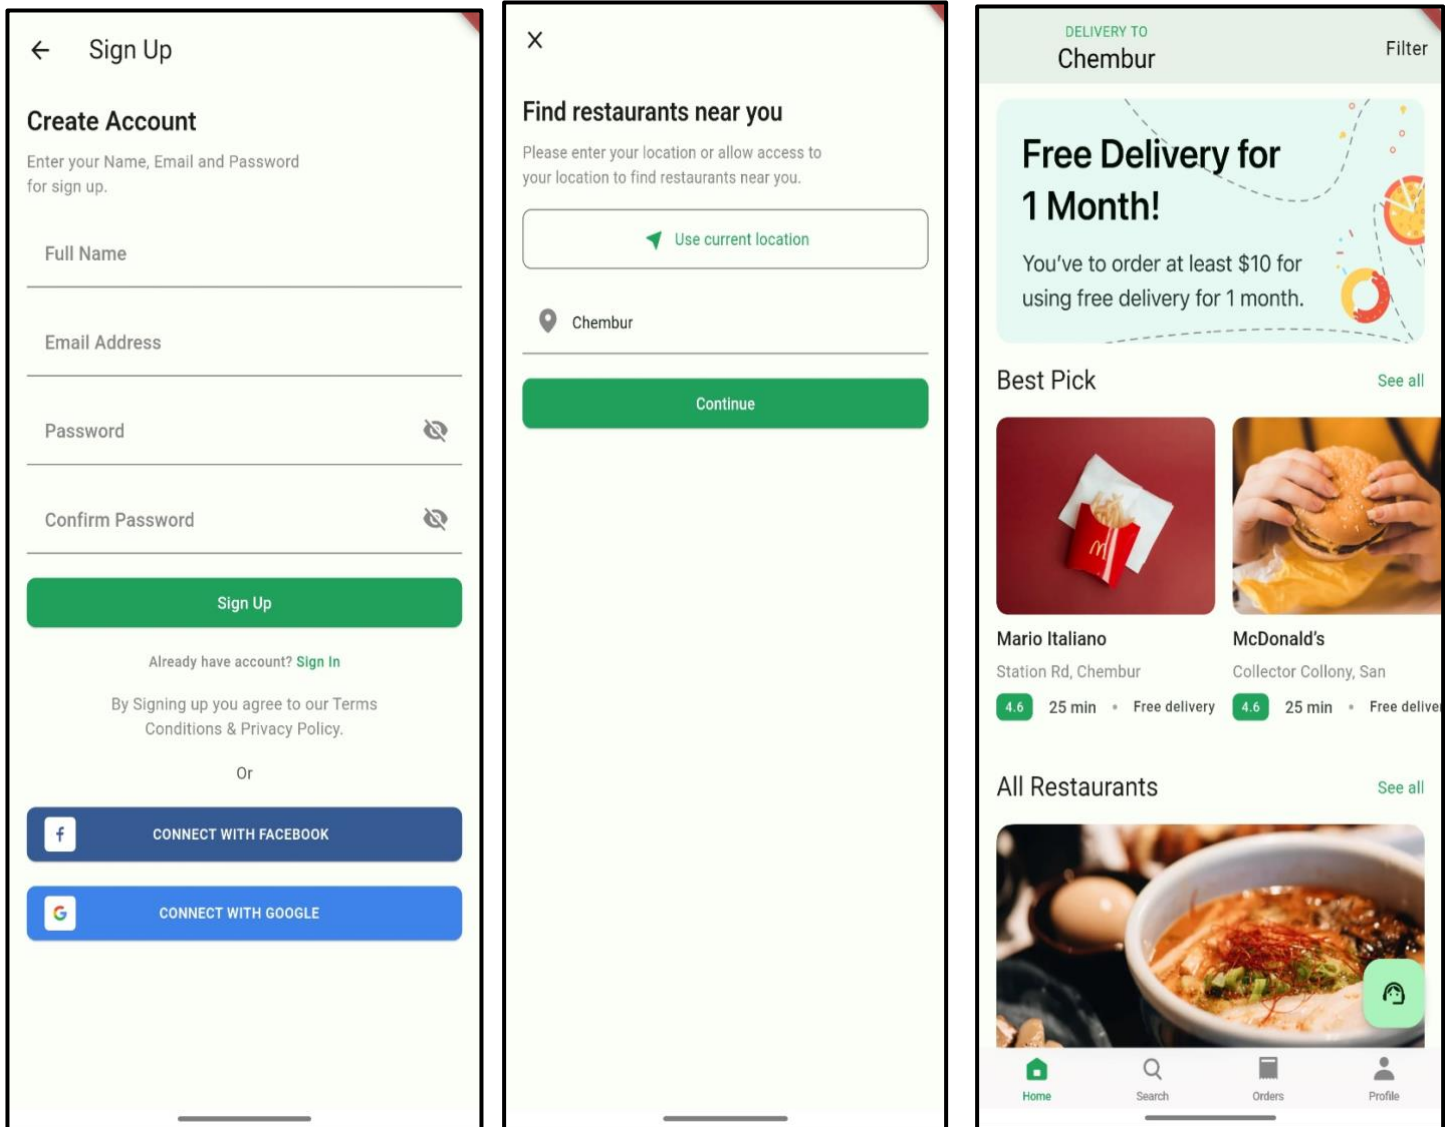 Sign Up
Create Account
Enter your Name, Email and Password
for sign up.
Full Name
Email Address
Password
Confirm Password
Sign Up
Already have account? Sign In
By Signing up you agree to our Terms
Conditions & Privacy Policy.
Or
f
CONNECT WITH FACEBOOK
G
CONNECT WITH GOOGLE
X
Find restaurants near you
Please enter your location or allow access to
your location to find restaurants near you.
Use current location
Chembur
Continue
DELIVERY TO
Chembur
Filter
Free Delivery for
1 Month!
You've to order at least $10 for
using free delivery for 1 month.
Best Pick
See all
M
Mario Italiano
Station Rd, Chembur
4.6 25 min • Free delivery
McDonald's
Collector Collony, San
4.6 25 min • Free deliver
All Restaurants
See all
Home
Search
Orders
Profile